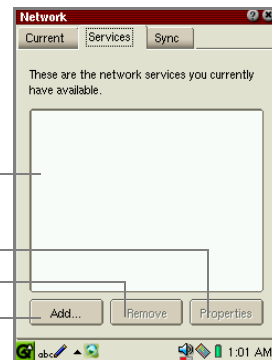 Network
Current Services Sync
These are the network services you currently
have available.
Add... Remove Properties
abc 1:01 AM